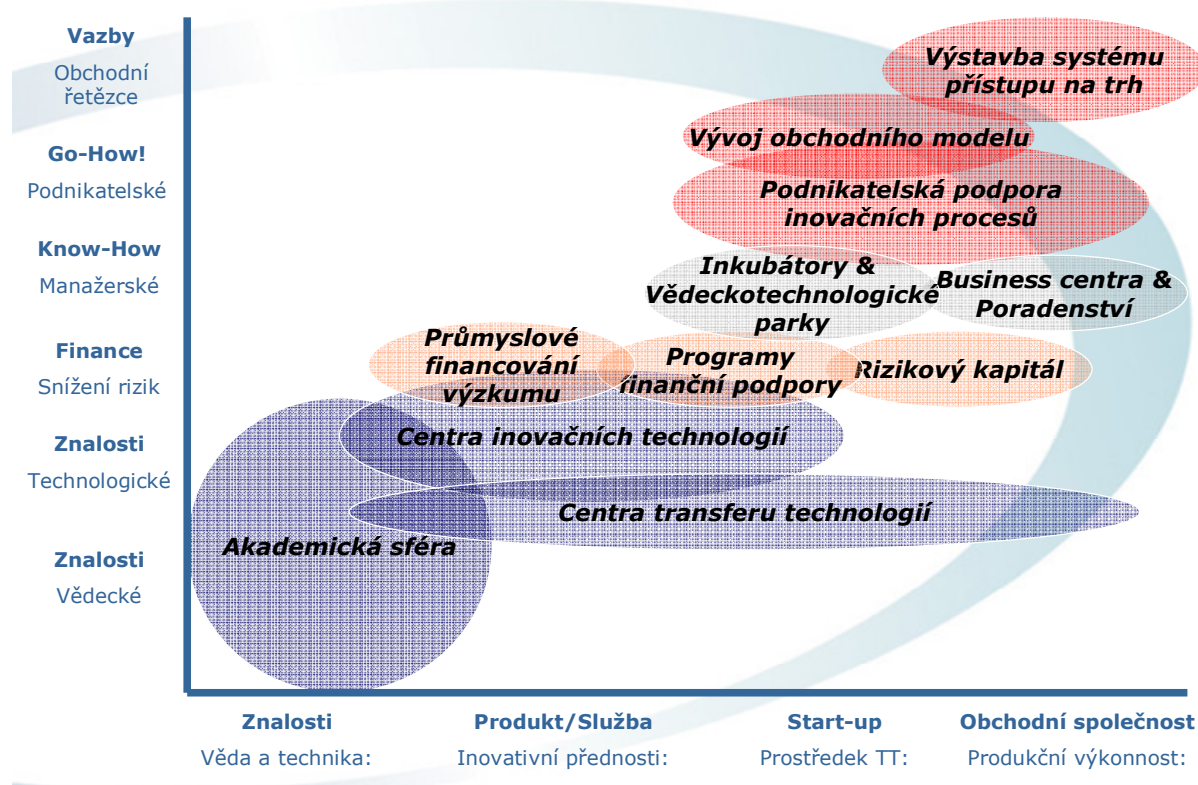 Vazby
Obchodní
řetězce
Go-How!
Podnikatelské
Know-How
Manažerské
Finance
Snížení rizik
Znalosti
Technologické
Znalosti
Vědecké
Výstavba systému
přístupu na trh
Vývoj obchodního modelu
Podnikatelská podpora
inovačních procesů
Inkubátory &
Vědeckotechnologické
parky
Business centra &
Poradenství
Průmyslové
financování
výzkumu
Programy
finanční podpory
Rizikový kapitál
Centra inovačních technologií
Centra transferu technologií
Akademická sféra
Znalosti
Věda a technika:
Produkt/Služba
Inovativní přednosti:
Start-up
Prostředek TT:
Obchodní společnost
Produkční výkonnost: